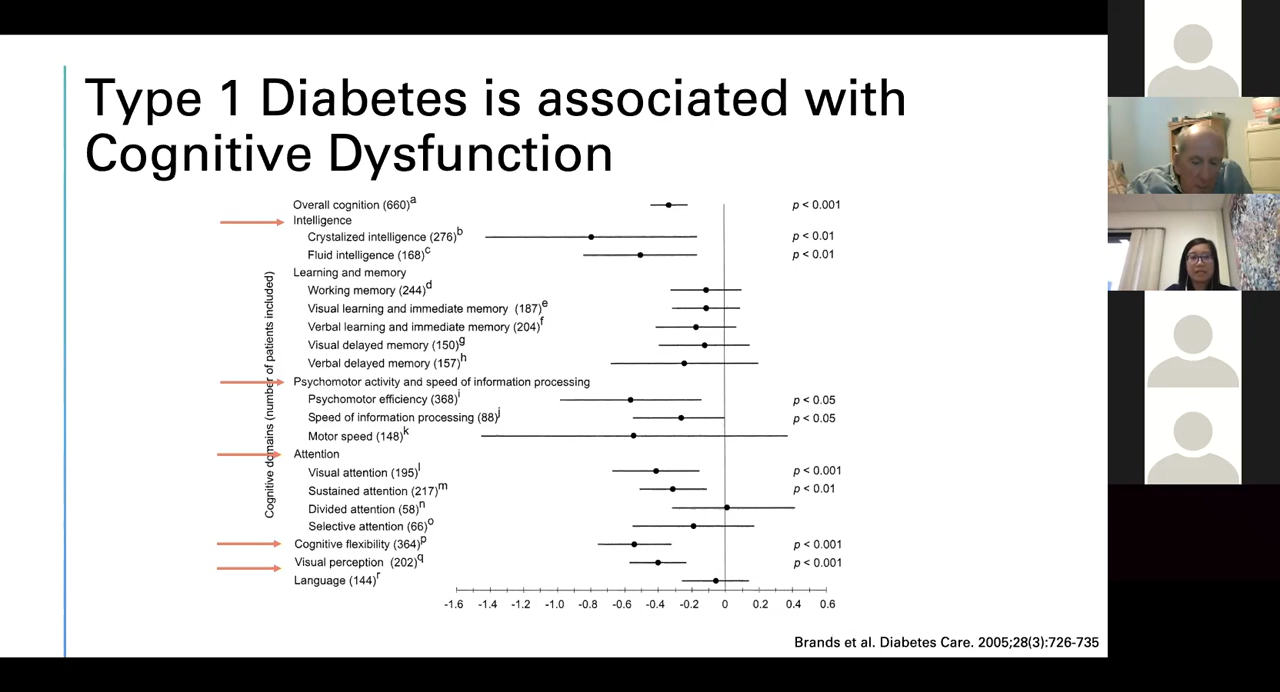 Type 1 Diabetes is associated with
Cognitive Dysfunction
Cognitive domains (number of patients included)
Overall cognition (660)a p < 0.001
Intelligence
Crystalized intelligence (276)b p < 0.01
Fluid intelligence (168)c p < 0.01
Learning and memory
Working memory (244)d
Visual learning and immediate memory (187)e
Verbal learning and immediate memory (204)f
Visual delayed memory (150)g
Verbal delayed memory (157)h
Psychomotor activity and speed of information processing
Psychomotor efficiency (368)i p < 0.05
Speed of information processing (88)j p < 0.05
Motor speed (148)k
Attention
Visual attention (195)l p < 0.001
Sustained attention (217)m p < 0.01
Divided attention (58)n
Selective attention (66)o
Cognitive flexibility (364)p p < 0.001
Visual perception (202)q p < 0.001
Language (144)r
-1.6 -1.4 -1.2 -1.0 -0.8 -0.6 -0.4 -0.2 0 0.2 0.4 0.6
Brands et al. Diabetes Care. 2005;28(3):726-735